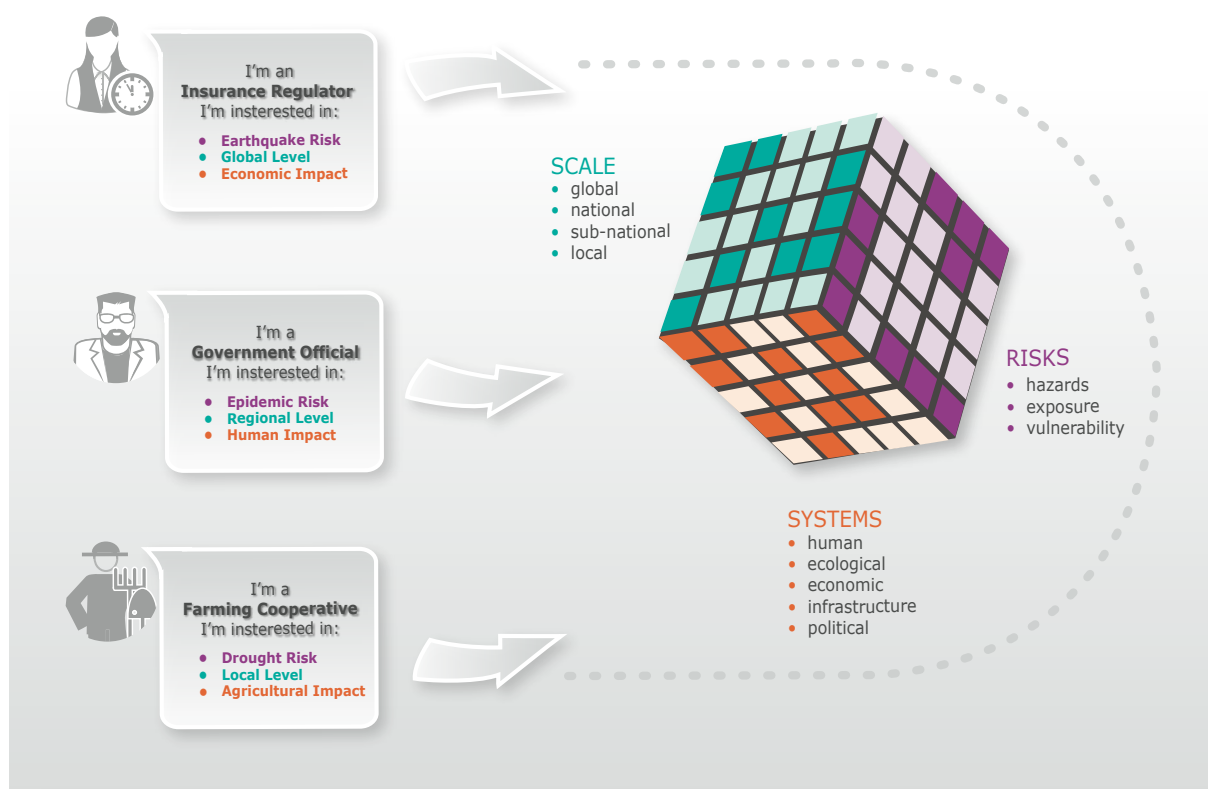 I'm an
Insurance Regulator
I'm insterested in:
• Earthquake Risk
• Global Level
• Economic Impact
I'm a
Government Official
I'm insterested in:
• Epidemic Risk
• Regional Level
• Human Impact
I'm a
Farming Cooperative
I'm insterested in:
• Drought Risk
• Local Level
• Agricultural Impact
SCALE
• global
• national
• sub-national
• local
RISKS
• hazards
• exposure
• vulnerability
SYSTEMS
• human
• ecological
• economic
• infrastructure
• political